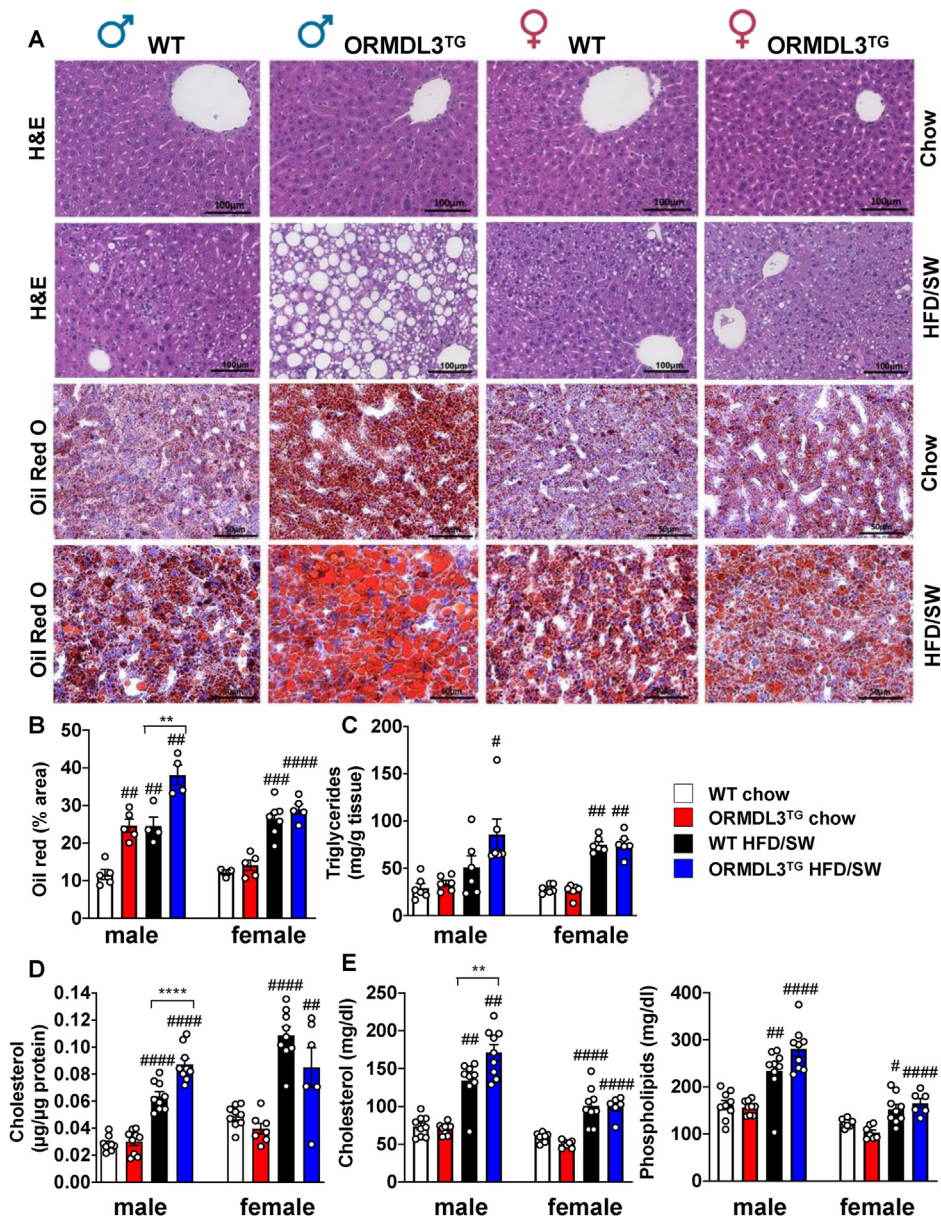 A ♂ WT ♂ ORMDL3TG ♀ WT ♀ ORMDL3TG
H&E 100µm 100µm 100µm 100µm Chow
H&E 100µm 100µm 100µm 100µm HFD/SW
Oil Red O 50µm 50µm 50µm 50µm Chow
Oil Red O 50µm 50µm 50µm 50µm HFD/SW
B
Oil red (% area)
50
40
30
20
10
0
## ## ** ## ### ####
male female
C
Triglycerides
(mg/g tissue)
200
150
100
50
0
# ## ##
male female
WT chow
ORMDL3TG chow
WT HFD/SW
ORMDL3TG HFD/SW
D
Cholesterol
(µg/µg protein)
0.14
0.12
0.10
0.08
0.06
0.04
0.02
0.00
#### **** #### #### ##
male female
E
Cholesterol (mg/dl)
250
200
150
100
50
0
## ** ## #### ####
male female
Phospholipids (mg/dl)
400
300
200
100
0
## #### # ####
male female